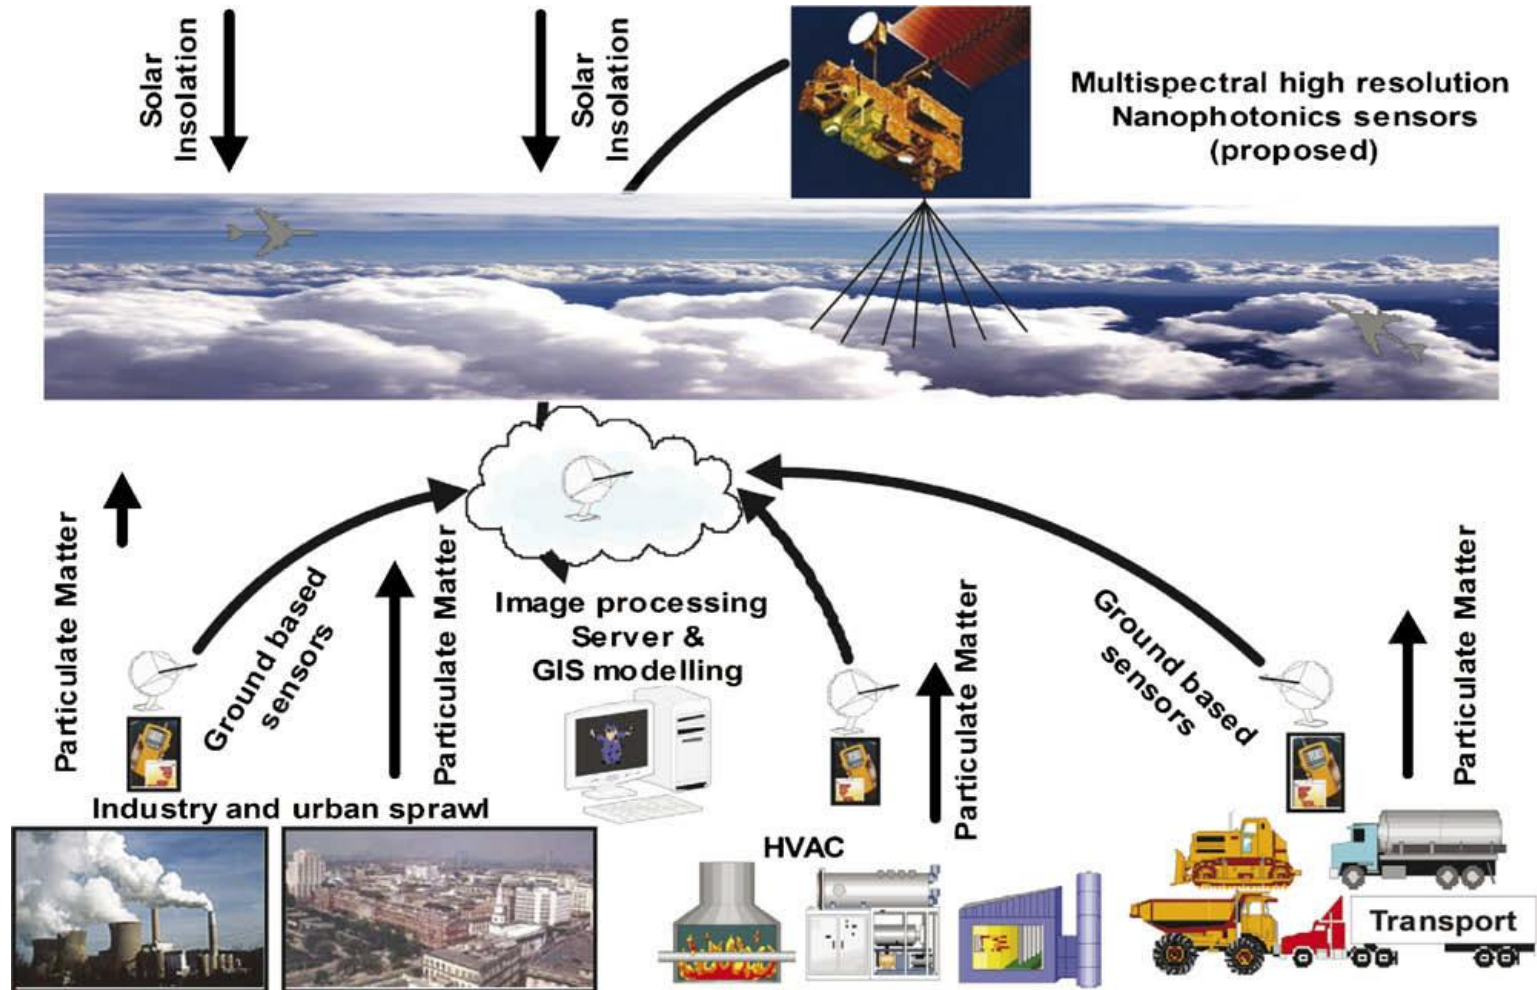 Solar
Insolation
Solar
Insolation
Multispectral high resolution
Nanophotonics sensors
(proposed)
Particulate Matter
Ground based
sensors
Particulate Matter
Image processing
Server &
GIS modelling
Particulate Matter
Ground based
sensors
Particulate Matter
Industry and urban sprawl
HVAC
Transport